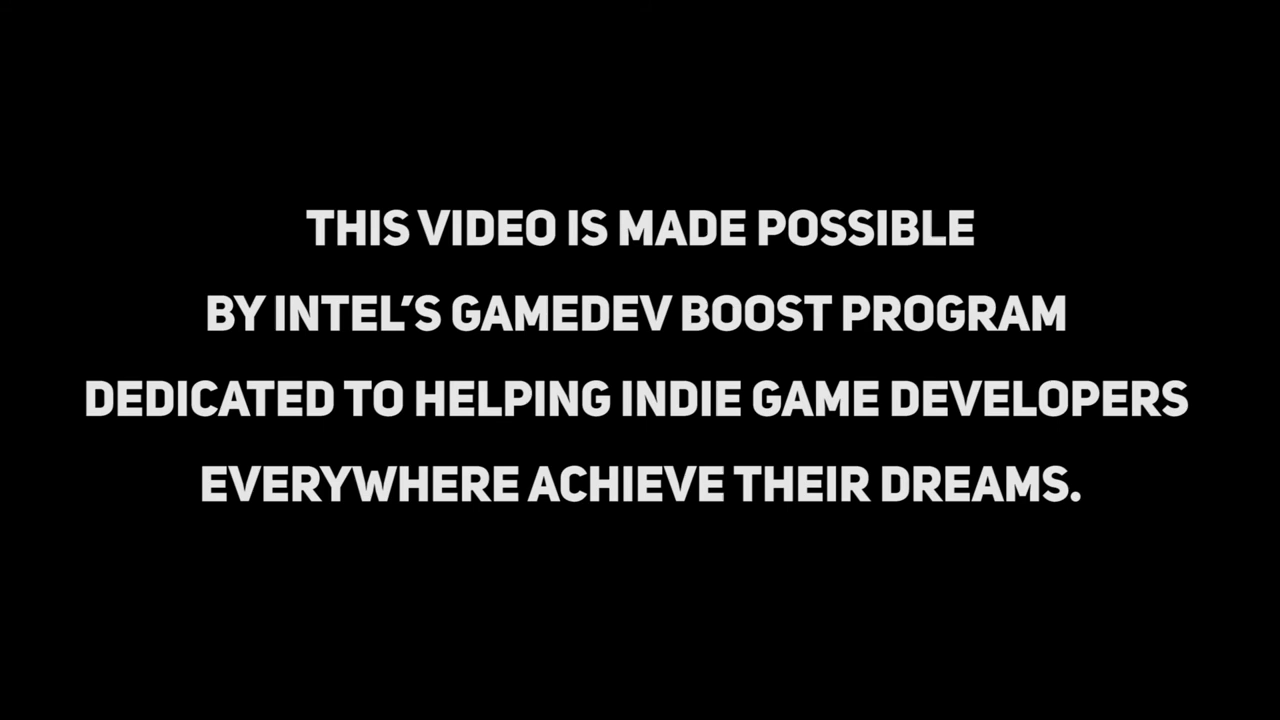 THIS VIDEO IS MADE POSSIBLE
BY INTEL’S GAMEDEV BOOST PROGRAM
DEDICATED TO HELPING INDIE GAME DEVELOPERS
EVERYWHERE ACHIEVE THEIR DREAMS.